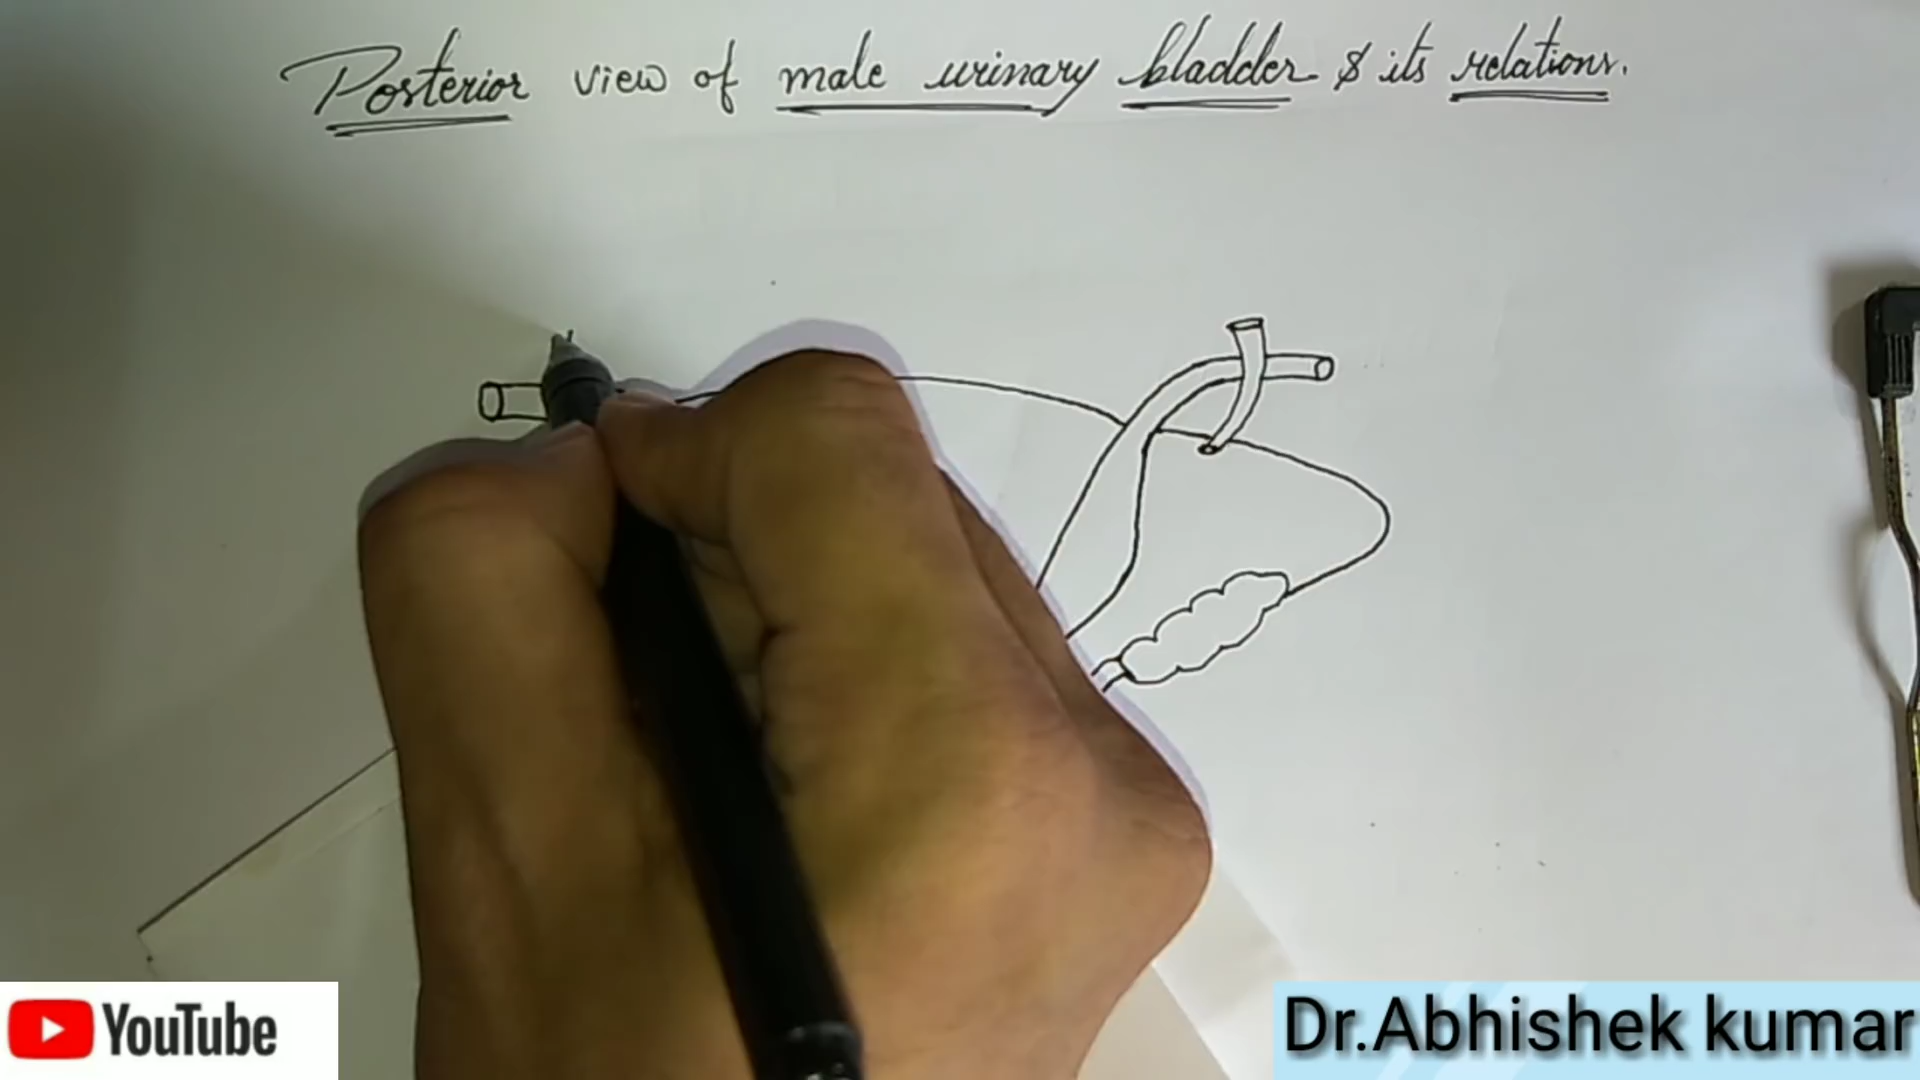 Posterior view of male urinary bladder & its relations.
YouTube
Dr.Abhishek kumar